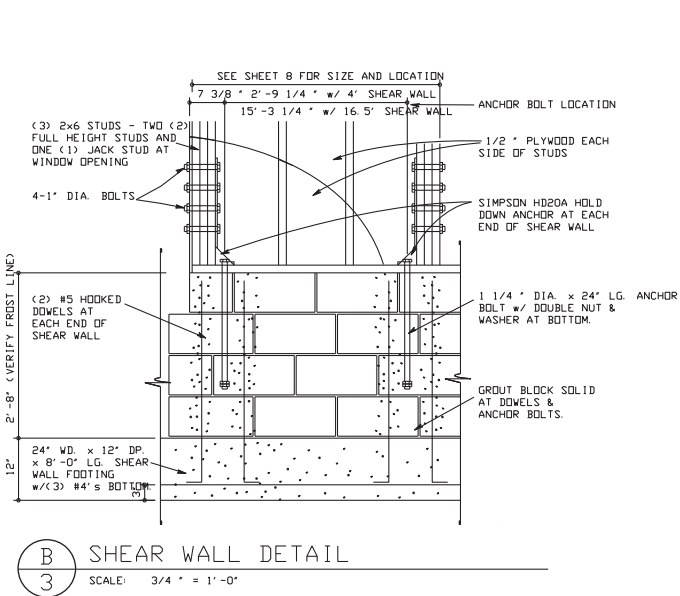 SEE SHEET 8 FOR SIZE AND LOCATION
7 3/8 " 2'-9 1/4 " w/ 4' SHEAR WALL
15'-3 1/4 " w/ 16.5' SHEAR WALL
ANCHOR BOLT LOCATION
(3) 2x6 STUDS - TWO (2)
FULL HEIGHT STUDS AND
ONE (1) JACK STUD AT
WINDOW OPENING
1/2 " PLYWOOD EACH
SIDE OF STUDS
4-1" DIA. BOLTS
SIMPSON HD20A HOLD
DOWN ANCHOR AT EACH
END OF SHEAR WALL
2'-8" (VERIFY FROST LINE)
(2) #5 HOOKED
DOWELS AT
EACH END OF
SHEAR WALL
1 1/4 " DIA. x 24" LG. ANCHOR
BOLT w/ DOUBLE NUT &
WASHER AT BOTTOM.
GROUT BLOCK SOLID
AT DOWELS &
ANCHOR BOLTS.
12"
24" WD. x 12" DP.
x 8'-0" LG. SHEAR
WALL FOOTING
w/(3) #4's BOTTOM.
3"
B
3
SHEAR WALL DETAIL
SCALE: 3/4 " = 1'-0"